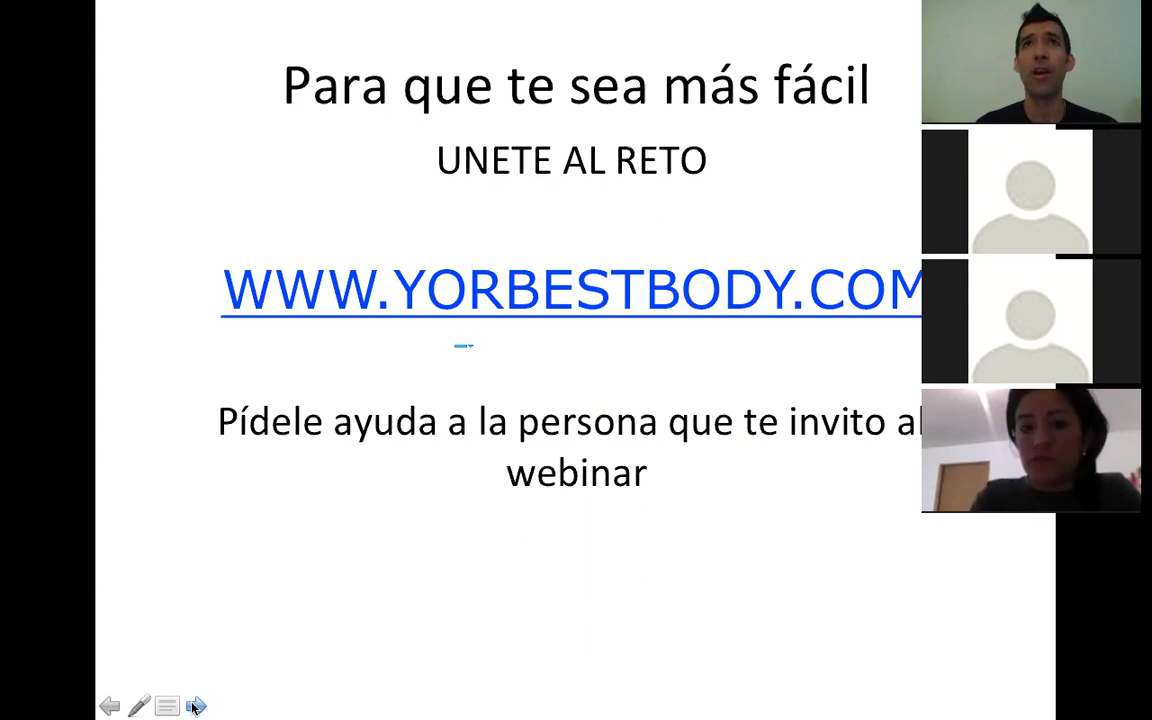 Para que te sea más fácil
UNETE AL RETO
WWW.YORBESTBODY.COM
Pídele ayuda a la persona que te invito al
webinar